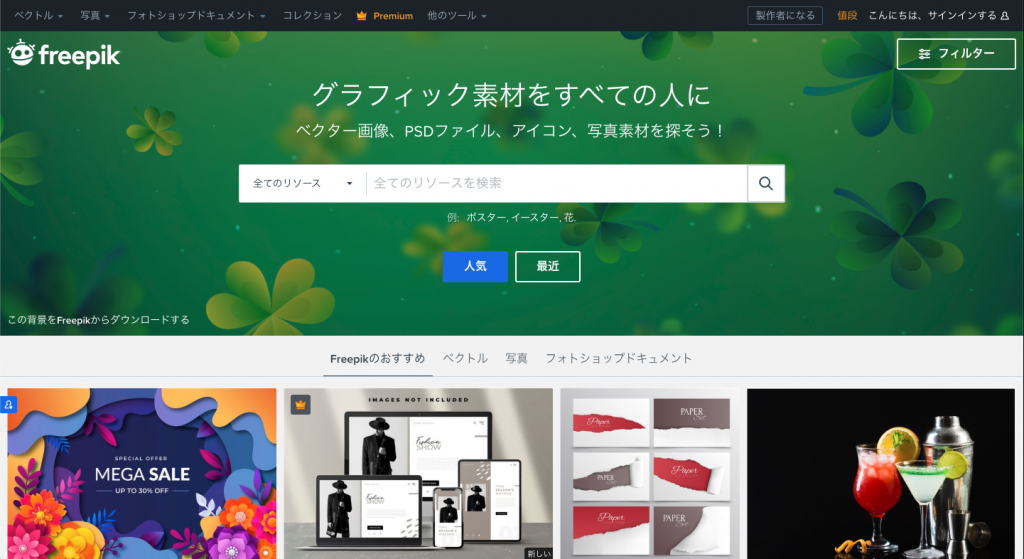 ベクトル 写真 フォトショップドキュメント コレクション Premium 他のツール 製作者になる 値段 こんにちは、サインインする
freepik
フィルター
グラフィック素材をすべての人に
ベクター画像、PSDファイル、アイコン、写真素材を探そう！
全てのリソース 全てのリソースを検索
例: ポスター, イースター, 花.
人気 最近
この背景をFreepikからダウンロードする
Freepikのおすすめ ベクトル 写真 フォトショップドキュメント
SPECIAL OFFER
MEGA SALE
UP TO 30% OFF
IMAGES NOT INCLUDED
Fashion
SHOW
新しい
Paper
PAPER
Set
PAPER
Set
Paper
Paper
PAPER
Set